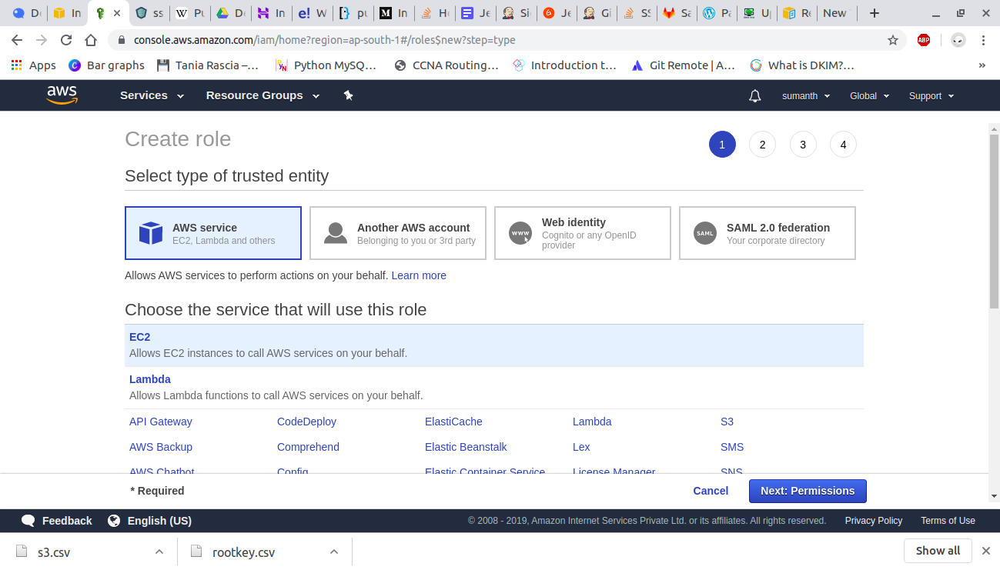 D In ss Pu De In W pu In Ho Je Si Je Gi SS Sa Pa Up Re New
console.aws.amazon.com/iam/home?region=ap-south-1#/roles$new?step=type
ABP
Apps Bar graphs Tania Rascia –... Python MySQ... CCNA Routing... Introduction t... Git Remote | A... What is DKIM?... »
aws Services Resource Groups sumanth Global Support
Create role 1 2 3 4
Select type of trusted entity
AWS service
EC2, Lambda and others
Another AWS account
Belonging to you or 3rd party
www
Web identity
Cognito or any OpenID
provider
SAML
SAML 2.0 federation
Your corporate directory
Allows AWS services to perform actions on your behalf. Learn more
Choose the service that will use this role
EC2
Allows EC2 instances to call AWS services on your behalf.
Lambda
Allows Lambda functions to call AWS services on your behalf.
API Gateway CodeDeploy ElastiCache Lambda S3
AWS Backup Comprehend Elastic Beanstalk Lex SMS
AWS Chatbot Config Elastic Container Service License Manager SNS
* Required Cancel Next: Permissions
Feedback English (US) © 2008 - 2019, Amazon Internet Services Private Ltd. or its affiliates. All rights reserved. Privacy Policy Terms of Use
s3.csv rootkey.csv Show all